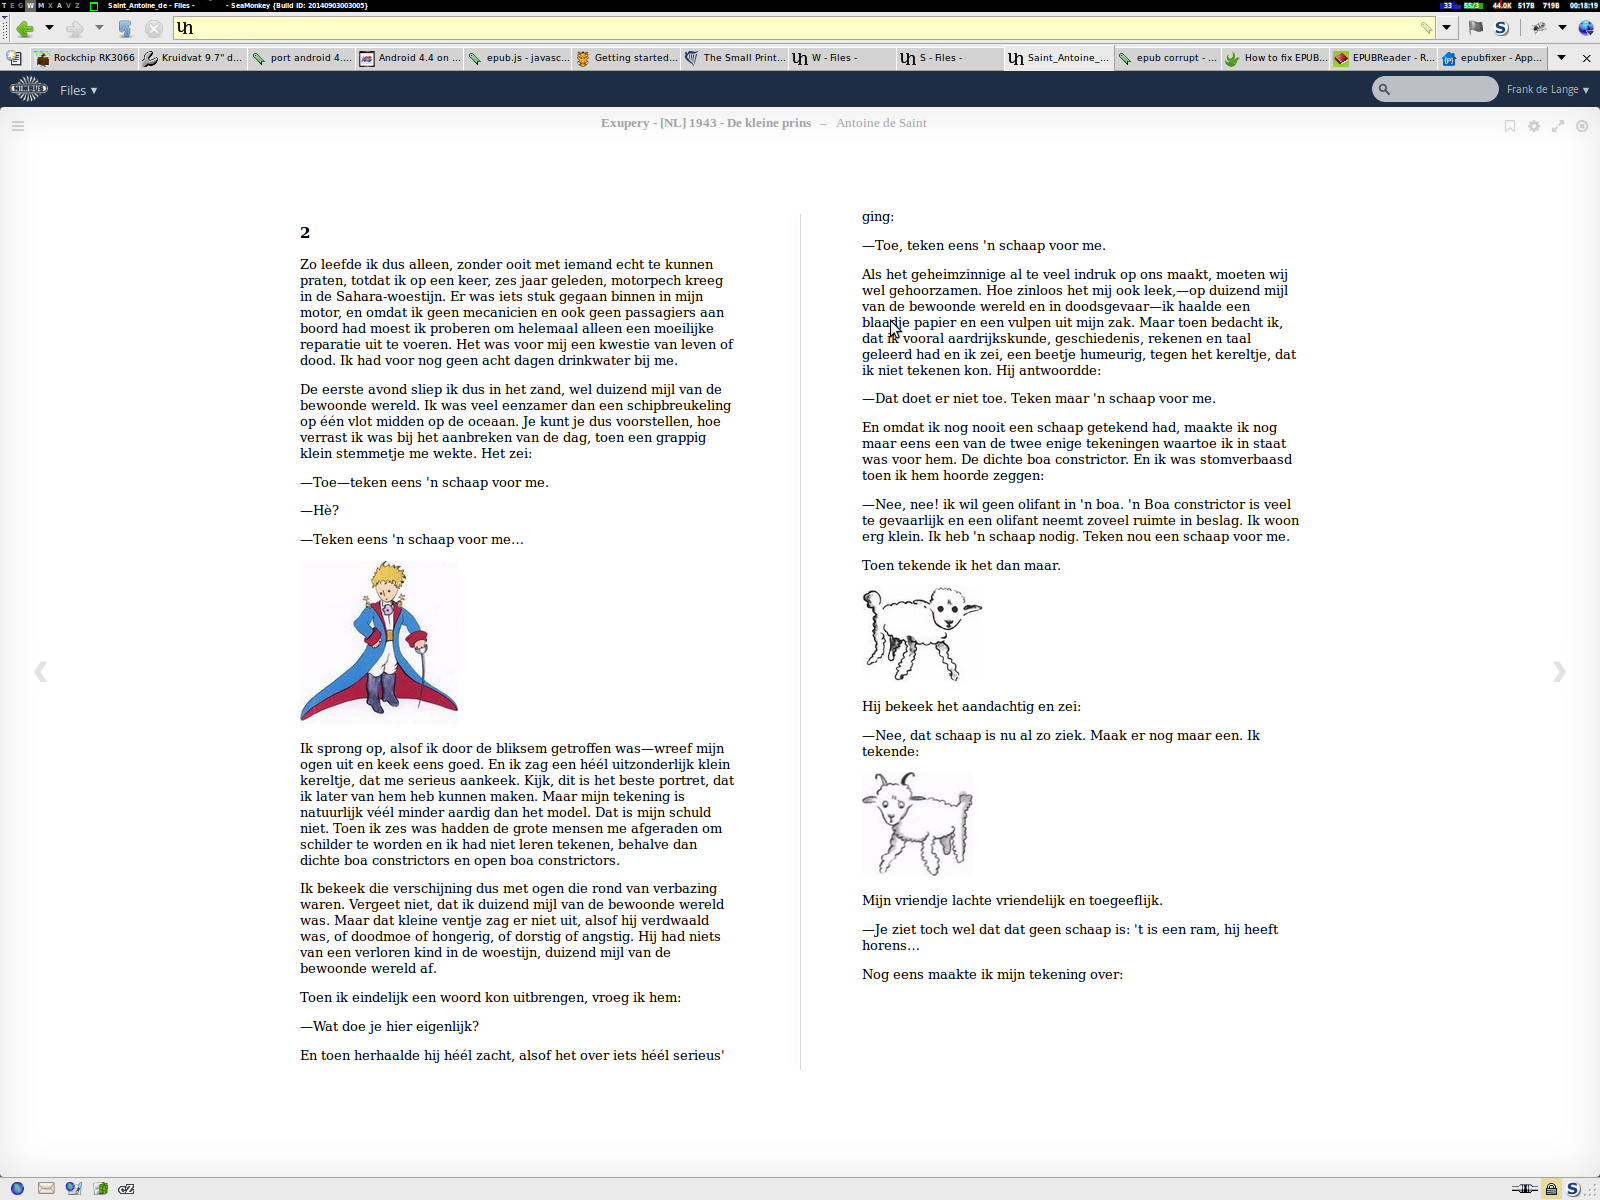 T E G W M X A V Z Saint_Antoine_de - Files - - SeaMonkey {Build ID: 20140903003005} 33 55/3 44.0K 517B 719B 00:18:19
Rockchip RK3066 Kruidvat 9.7" d... port android 4.... Android 4.4 on ... epub.js - javasc... Getting started... The Small Print... W - Files - S - Files - Saint_Antoine_... epub corrupt - ... How to fix EPUB... EPUBReader - R... epubfixer - App...
NIMBUS Files ▾ Frank de Lange ▾
Exupery - [NL] 1943 - De kleine prins – Antoine de Saint
2
Zo leefde ik dus alleen, zonder ooit met iemand echt te kunnen
praten, totdat ik op een keer, zes jaar geleden, motorpech kreeg
in de Sahara-woestijn. Er was iets stuk gegaan binnen in mijn
motor, en omdat ik geen mecanicien en ook geen passagiers aan
boord had moest ik proberen om helemaal alleen een moeilijke
reparatie uit te voeren. Het was voor mij een kwestie van leven of
dood. Ik had voor nog geen acht dagen drinkwater bij me.
De eerste avond sliep ik dus in het zand, wel duizend mijl van de
bewoonde wereld. Ik was veel eenzamer dan een schipbreukeling
op één vlot midden op de oceaan. Je kunt je dus voorstellen, hoe
verrast ik was bij het aanbreken van de dag, toen een grappig
klein stemmetje me wekte. Het zei:
—Toe—teken eens 'n schaap voor me.
—Hè?
—Teken eens 'n schaap voor me...
Ik sprong op, alsof ik door de bliksem getroffen was—wreef mijn
ogen uit en keek eens goed. En ik zag een héél uitzonderlijk klein
kereltje, dat me serieus aankeek. Kijk, dit is het beste portret, dat
ik later van hem heb kunnen maken. Maar mijn tekening is
natuurlijk véél minder aardig dan het model. Dat is mijn schuld
niet. Toen ik zes was hadden de grote mensen me afgeraden om
schilder te worden en ik had niet leren tekenen, behalve dan
dichte boa constrictors en open boa constrictors.
Ik bekeek die verschijning dus met ogen die rond van verbazing
waren. Vergeet niet, dat ik duizend mijl van de bewoonde wereld
was. Maar dat kleine ventje zag er niet uit, alsof hij verdwaald
was, of doodmoe of hongerig, of dorstig of angstig. Hij had niets
van een verloren kind in de woestijn, duizend mijl van de
bewoonde wereld af.
Toen ik eindelijk een woord kon uitbrengen, vroeg ik hem:
—Wat doe je hier eigenlijk?
En toen herhaalde hij héél zacht, alsof het over iets héél serieus'
ging:
—Toe, teken eens 'n schaap voor me.
Als het geheimzinnige al te veel indruk op ons maakt, moeten wij
wel gehoorzamen. Hoe zinloos het mij ook leek,—op duizend mijl
van de bewoonde wereld en in doodsgevaar—ik haalde een
blaadje papier en een vulpen uit mijn zak. Maar toen bedacht ik,
dat ik vooral aardrijkskunde, geschiedenis, rekenen en taal
geleerd had en ik zei, een beetje humeurig, tegen het kereltje, dat
ik niet tekenen kon. Hij antwoordde:
—Dat doet er niet toe. Teken maar 'n schaap voor me.
En omdat ik nog nooit een schaap getekend had, maakte ik nog
maar eens een van de twee enige tekeningen waartoe ik in staat
was voor hem. De dichte boa constrictor. En ik was stomverbaasd
toen ik hem hoorde zeggen:
—Nee, nee! ik wil geen olifant in 'n boa. 'n Boa constrictor is veel
te gevaarlijk en een olifant neemt zoveel ruimte in beslag. Ik woon
erg klein. Ik heb 'n schaap nodig. Teken nou een schaap voor me.
Toen tekende ik het dan maar.
Hij bekeek het aandachtig en zei:
—Nee, dat schaap is nu al zo ziek. Maak er nog maar een. Ik
tekende:
Mijn vriendje lachte vriendelijk en toegeeflijk.
—Je ziet toch wel dat dat geen schaap is: 't is een ram, hij heeft
horens...
Nog eens maakte ik mijn tekening over: